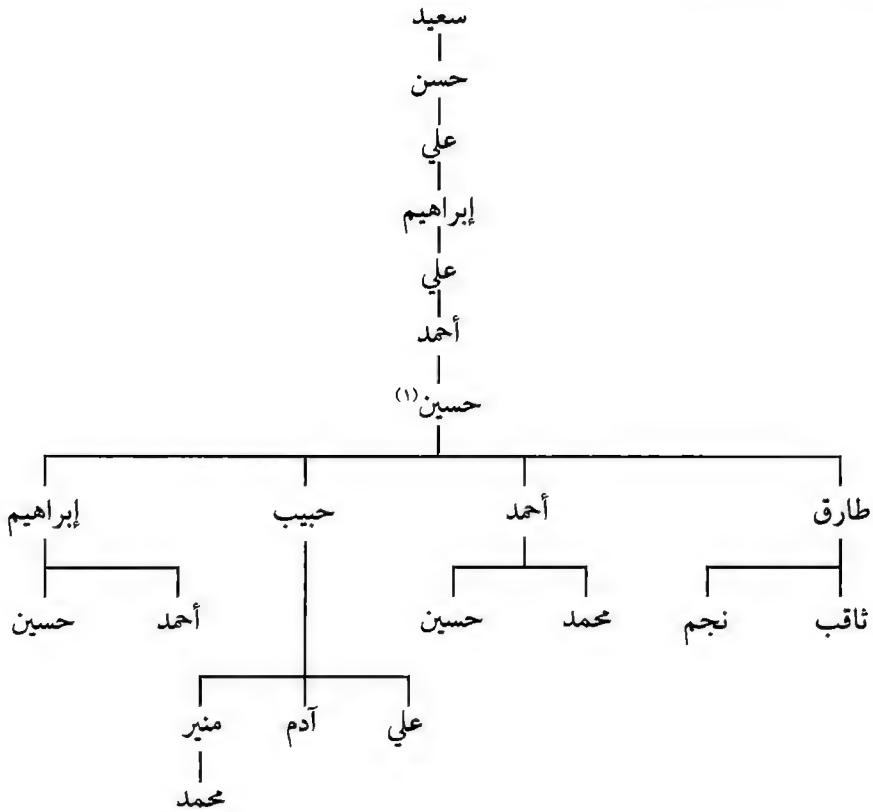 سعيد
حسن
علي
إبراهيم
علي
أحمد
حسين (١)
طارق أحمد حبيب إبراهيم
ثاقب نجم محمد حسين أحمد حسين
علي آدم منير
محمد